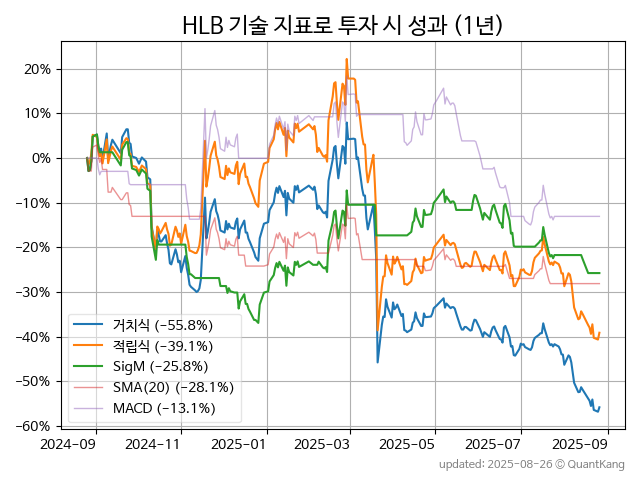 HLB 기술 지표로 투자 시 성과 (1년)
20%
10%
0%
−10%
−20%
−30%
−40%
−50%
−60%
거치식 (−55.8%)
적립식 (−39.1%)
SigM (−25.8%)
SMA(20) (−28.1%)
MACD (−13.1%)
2024-09 2024-11 2025-01 2025-03 2025-05 2025-07 2025-09
updated: 2025-08-26 © QuantKang